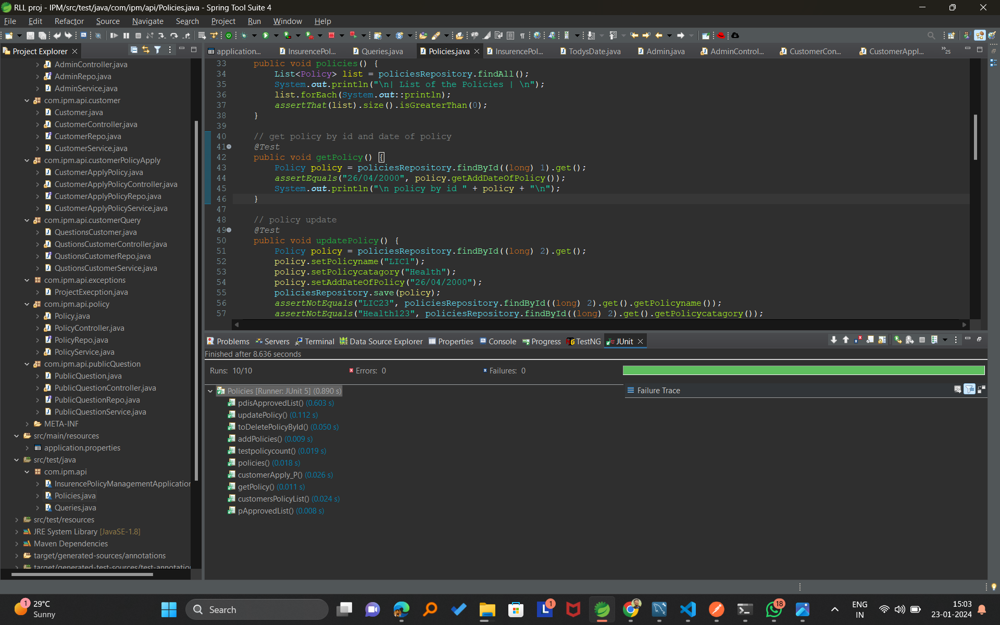 RLL proj - IPM/src/test/java/com/ipm/api/Policies.java - Spring Tool Suite 4
File Edit Refactor Source Navigate Search Project Run Window Help
Project Explorer
AdminController.java
AdminRepo.java
AdminService.java
com.ipm.api.customer
Customer.java
CustomerController.java
CustomerRepo.java
CustomerService.java
com.ipm.api.customerPolicyApply
CustomerApplyPolicy.java
CustomerApplyPolicyController.java
CustomerApplyPolicyRepo.java
CustomerApplyPolicyService.java
com.ipm.api.customerQuery
QuestionsCustomer.java
QustionsCustomerController.java
QustionsCustomerRepo.java
QustionsCustomerService.java
com.ipm.api.exceptions
ProjectExecption.java
com.ipm.api.policy
Policy.java
PolicyController.java
PolicyRepo.java
PolicyService.java
com.ipm.api.publicQuestion
PublicQuestion.java
PublicQuestionController.java
PublicQuestionRepo.java
PublicQuestionService.java
META-INF
src/main/resources
application.properties
src/test/java
com.ipm.api
InsurencePolicyManagementApplication
Policies.java
Queries.java
src/test/resources
JRE System Library [JavaSE-1.8]
Maven Dependencies
target/generated-sources/annotations
target/generated-test-sources/test-annotatio
application... InsurencePol... Queries.java Policies.java InsurencePol... TodysDate.java Admin.java AdminControl... CustomerCon... CustomerAppl... »25
33 public void policies() {
34 List<Policy> list = policiesRepository.findAll();
35 System.out.println("\n| List of the Policies | \n");
36 list.forEach(System.out::println);
37 assertThat(list).size().isGreaterThan(0);
38 }
39
40 // get policy by id and date of policy
41 @Test
42 public void getPolicy() {
43 Policy policy = policiesRepository.findById((long) 1).get();
44 assertEquals("26/04/2000", policy.getAddDateOfPolicy());
45 System.out.println("\n policy by id " + policy + "\n");
46 }
47
48 // policy update
49 @Test
50 public void updatePolicy() {
51 Policy policy = policiesRepository.findById((long) 2).get();
52 policy.setPolicyname("LIC1");
53 policy.setPolicycatagory("Health");
54 policy.setAddDateOfPolicy("26/04/2000");
55 policiesRepository.save(policy);
56 assertNotEquals("LIC23", policiesRepository.findById((long) 2).get().getPolicyname());
57 assertNotEquals("Health123", policiesRepository.findById((long) 2).get().getPolicycatagory());
Problems Servers Terminal Data Source Explorer Properties Console Progress TestNG JUnit
Finished after 8.636 seconds
Runs: 10/10 Errors: 0 Failures: 0
Policies [Runner: JUnit 5] (0.890 s)
pdisApprovedList() (0.603 s)
updatePolicy() (0.112 s)
toDeletePolicyById() (0.050 s)
addPolicies() (0.009 s)
testpolicycount() (0.019 s)
policies() (0.018 s)
customerApply_P() (0.026 s)
getPolicy() (0.011 s)
customersPolicyList() (0.024 s)
pApprovedList() (0.008 s)
Failure Trace
1
29°C
Sunny
Search
L 1
18
ENG
IN
15:03
23-01-2024